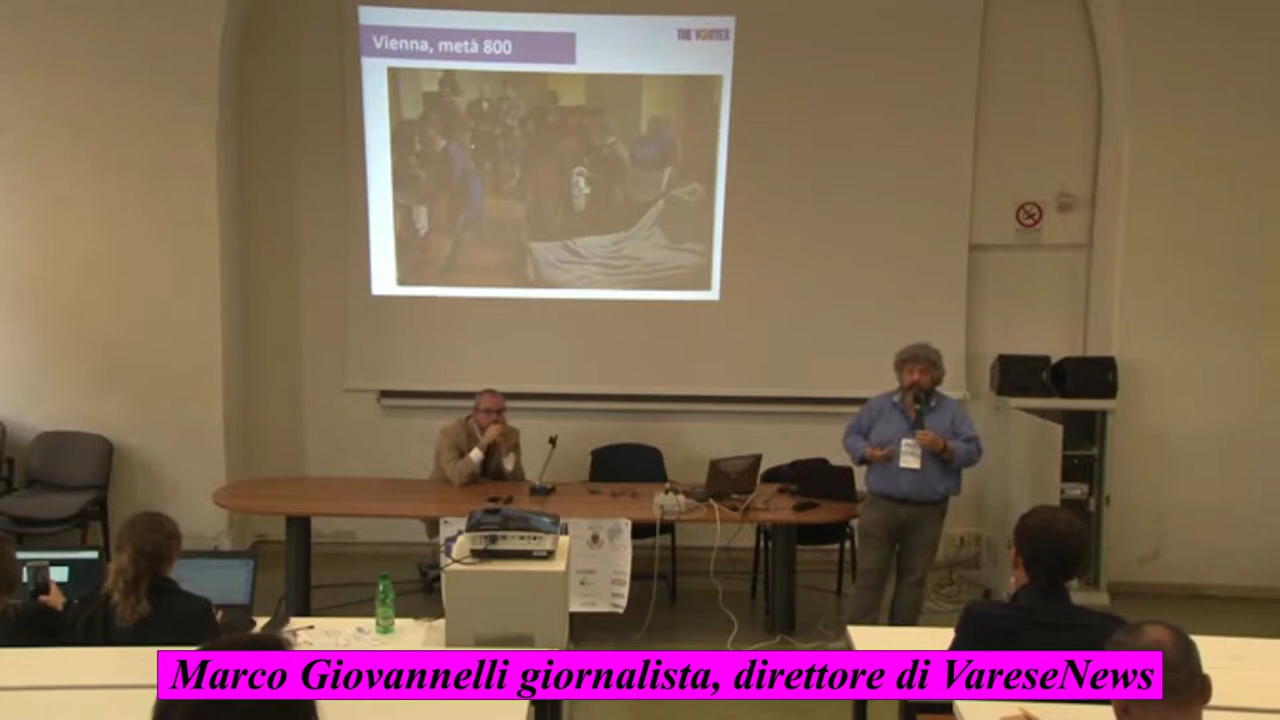 Vienna, metà 800
THE VORTEX
Marco Giovannelli giornalista, direttore di VareseNews